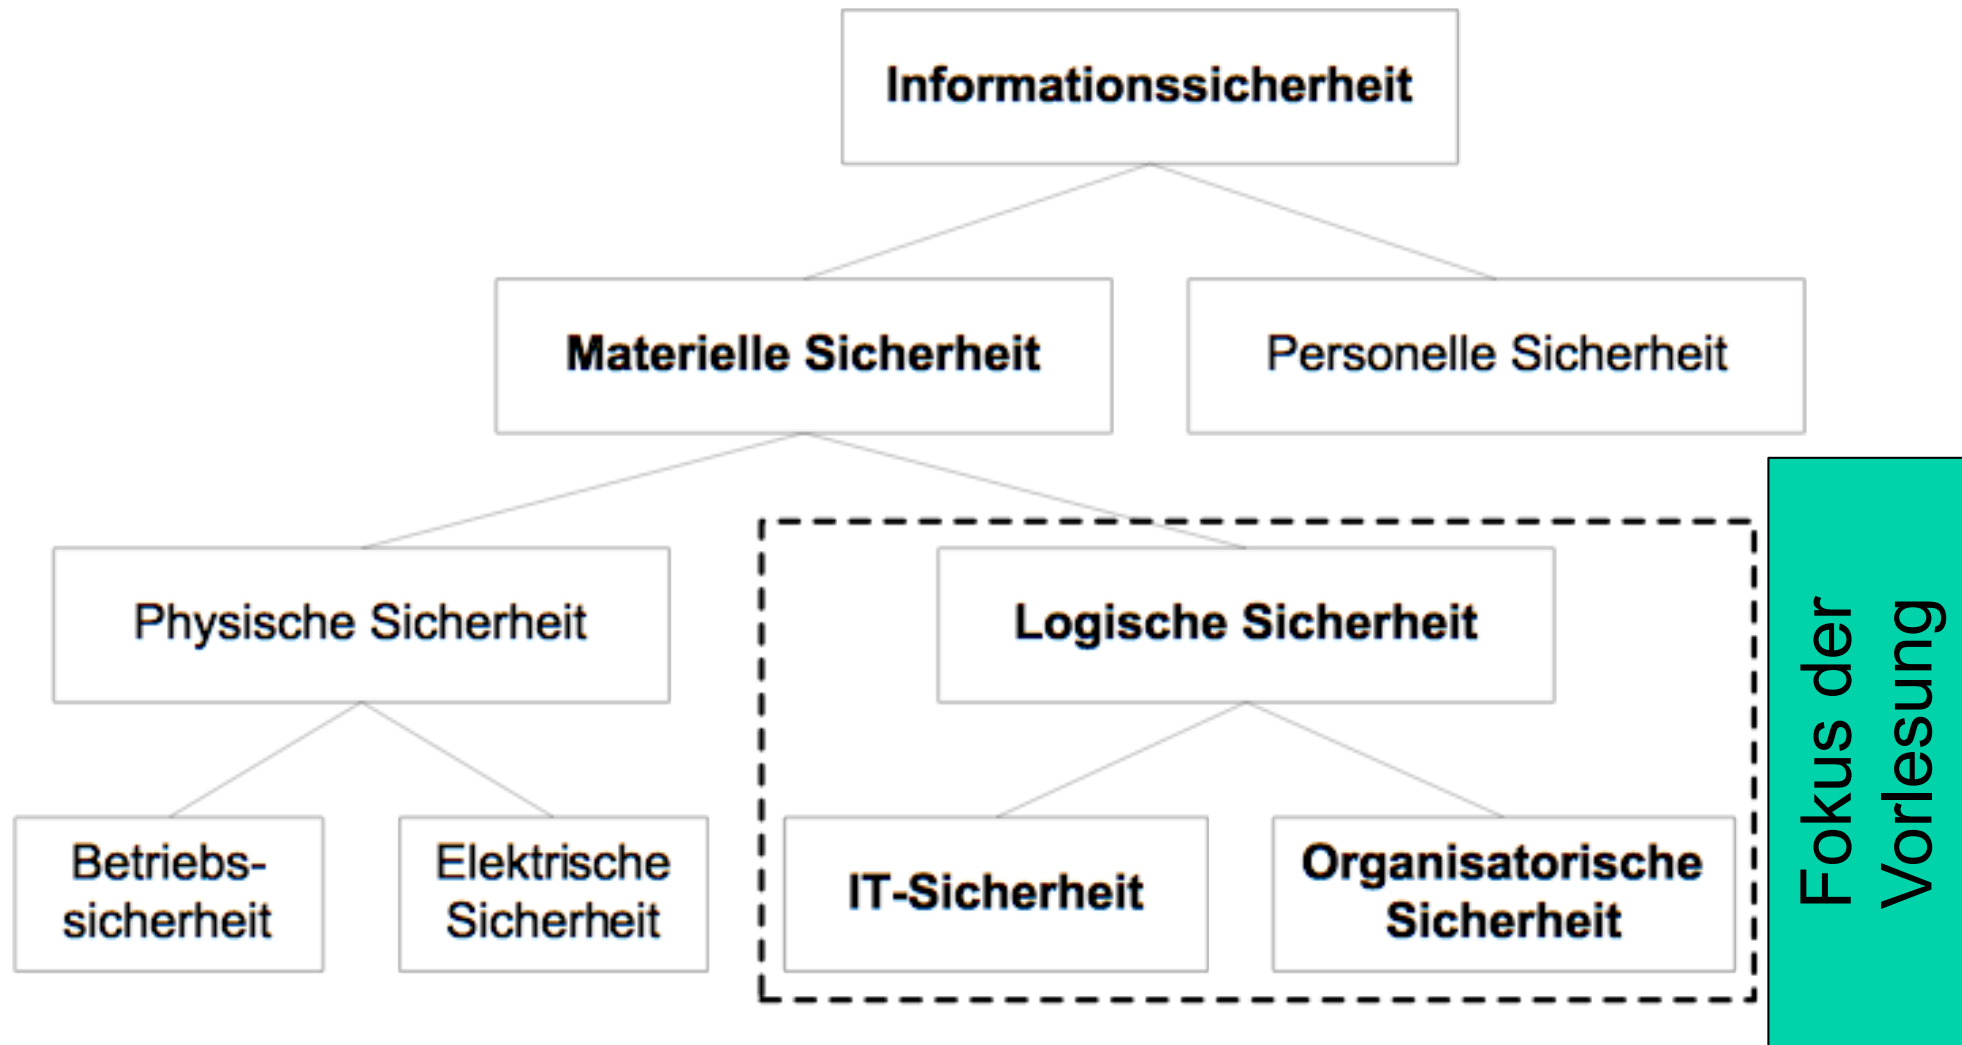 Informationssicherheit
Materielle Sicherheit
Personelle Sicherheit
Physische Sicherheit
Logische Sicherheit
Betriebs-
sicherheit
Elektrische
Sicherheit
IT-Sicherheit
Organisatorische
Sicherheit
Fokus der
Vorlesung